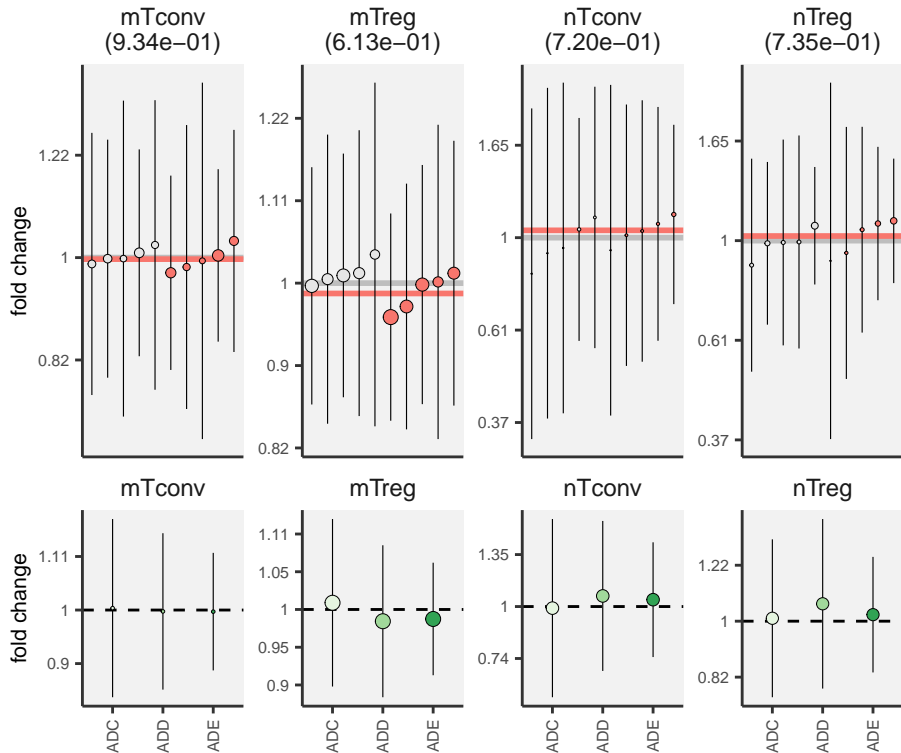 mTconv
(9.34e−01)
mTreg
(6.13e−01)
nTconv
(7.20e−01)
nTreg
(7.35e−01)
fold change
1.22
1
0.82
1.22
1.11
1
0.9
0.82
1.65
1
0.61
0.37
1.65
1
0.61
0.37
mTconv
mTreg
nTconv
nTreg
fold change
1.11
1
0.9
1.11
1.05
1
0.95
0.9
1.35
1
0.74
1.22
1
0.82
ADC
ADD
ADE
ADC
ADD
ADE
ADC
ADD
ADE
ADC
ADD
ADE